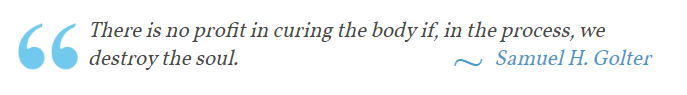 “There is no profit in curing the body if, in the process, we
destroy the soul. ~ Samuel H. Golter